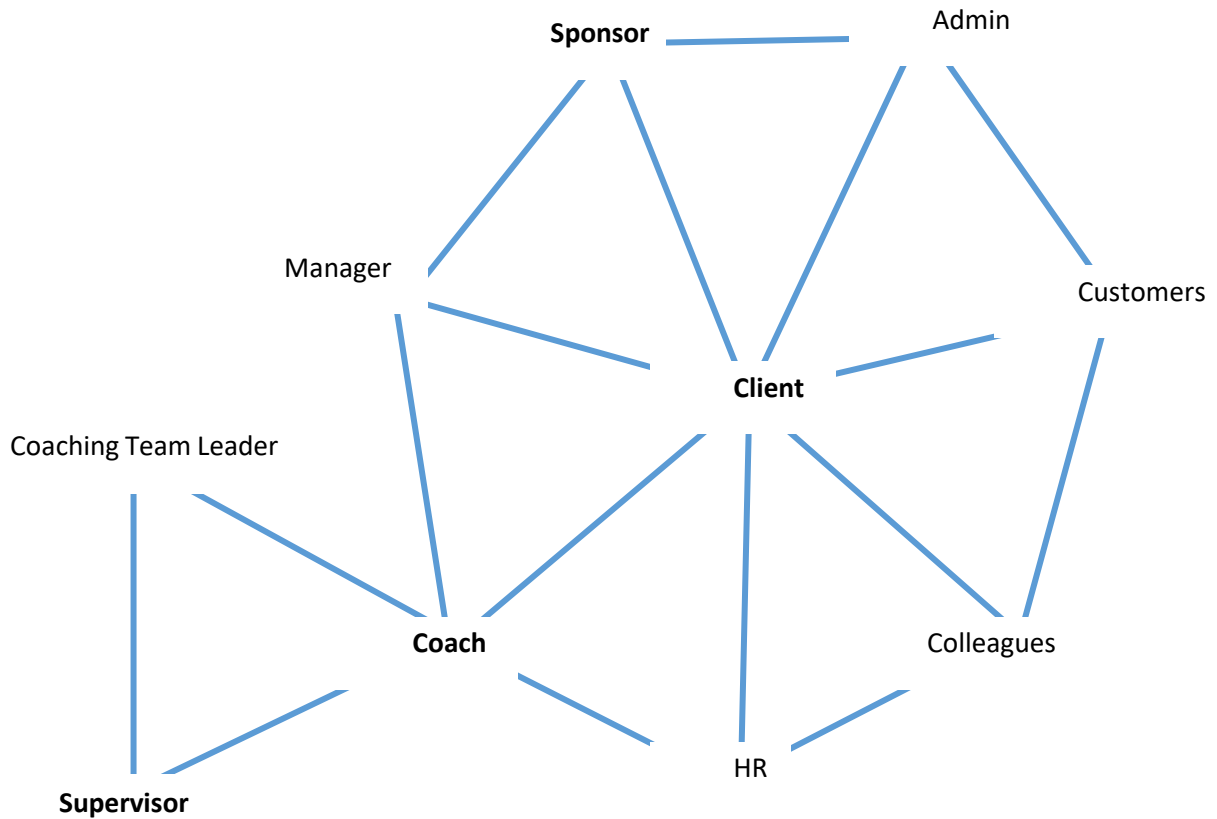 Admin
Sponsor
Manager
Customers
Client
Coaching Team Leader
Coach
Colleagues
HR
Supervisor